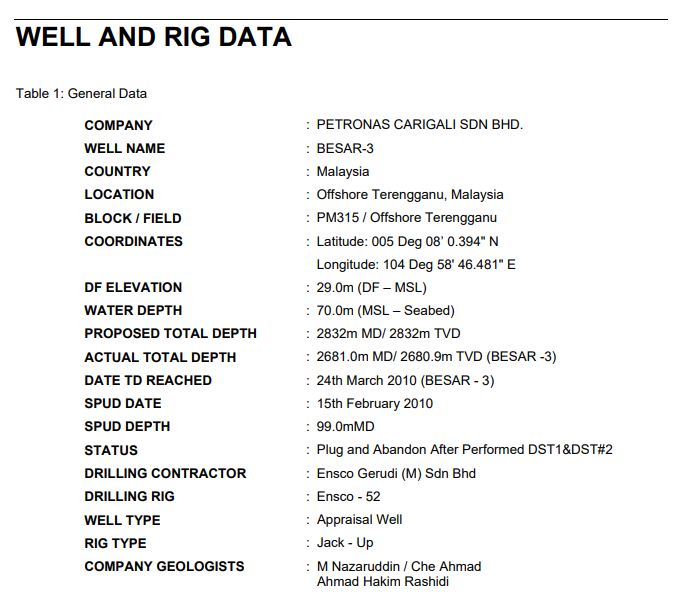 WELL AND RIG DATA
Table 1: General Data
COMPANY : PETRONAS CARIGALI SDN BHD.
WELL NAME : BESAR-3
COUNTRY : Malaysia
LOCATION : Offshore Terengganu, Malaysia
BLOCK / FIELD : PM315 / Offshore Terengganu
COORDINATES : Latitude: 005 Deg 08’ 0.394" N
Longitude: 104 Deg 58' 46.481" E
DF ELEVATION : 29.0m (DF – MSL)
WATER DEPTH : 70.0m (MSL – Seabed)
PROPOSED TOTAL DEPTH : 2832m MD/ 2832m TVD
ACTUAL TOTAL DEPTH : 2681.0m MD/ 2680.9m TVD (BESAR -3)
DATE TD REACHED : 24th March 2010 (BESAR - 3)
SPUD DATE : 15th February 2010
SPUD DEPTH : 99.0mMD
STATUS : Plug and Abandon After Performed DST1&DST#2
DRILLING CONTRACTOR : Ensco Gerudi (M) Sdn Bhd
DRILLING RIG : Ensco - 52
WELL TYPE : Appraisal Well
RIG TYPE : Jack - Up
COMPANY GEOLOGISTS : M Nazaruddin / Che Ahmad
Ahmad Hakim Rashidi